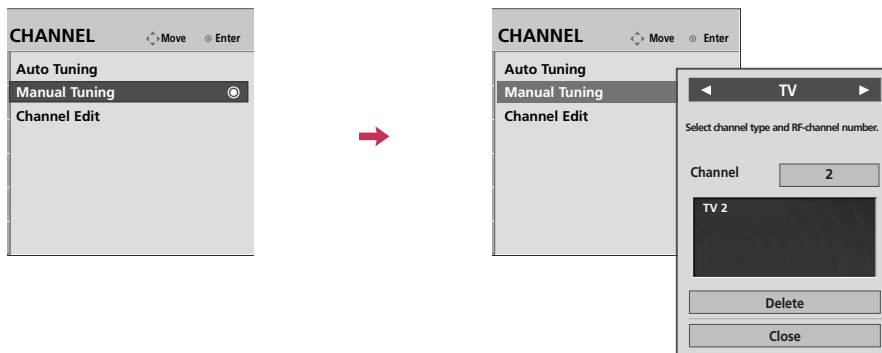 CHANNEL Move Enter
Auto Tuning
Manual Tuning
Channel Edit
CHANNEL Move Enter
Auto Tuning
Manual Tuning
Channel Edit
◀ TV ▶
Select channel type and RF-channel number.
Channel 2
TV 2
Delete
Close